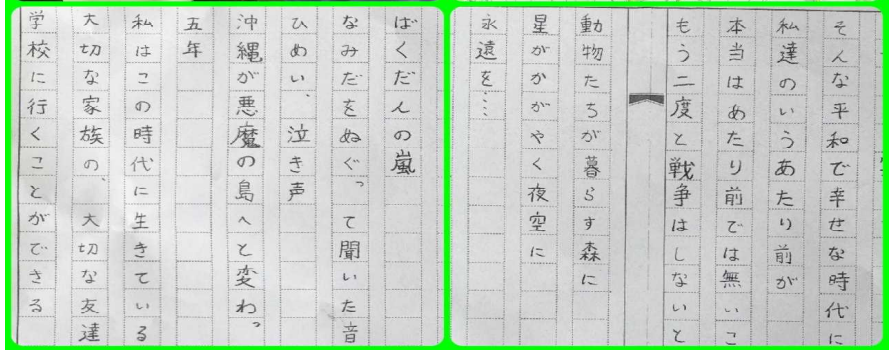 ばくだんの嵐
なみだをぬぐって聞いた音
ひめい、泣き声
沖縄が悪魔の島へと変わっ
五年
私はこの時代に生きている
大切な家族の、大切な友達
学校に行くことができる
そんな平和で幸せな時代に
私達のいうあたり前が
本当はあたり前では無いこ
もう二度と戦争はしないと
動物たちが暮らす森に
星がかがやく夜空に
永遠を…